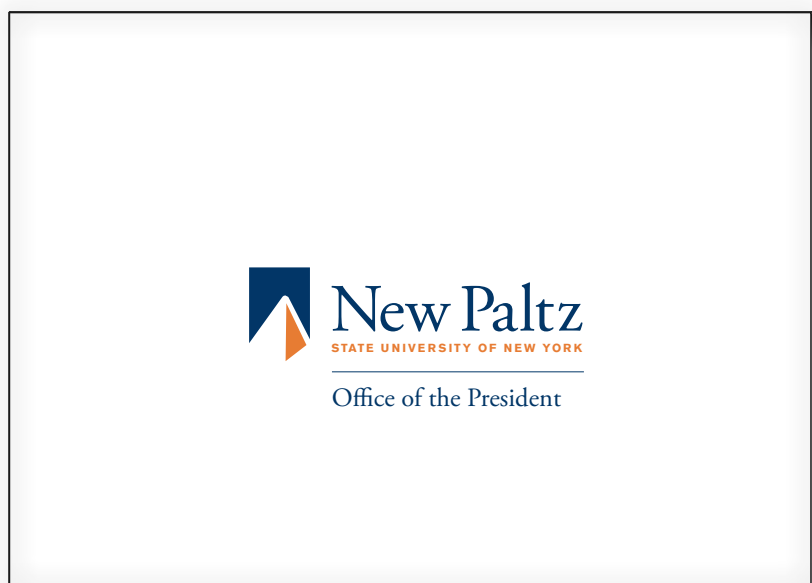 New Paltz
STATE UNIVERSITY OF NEW YORK
Office of the President